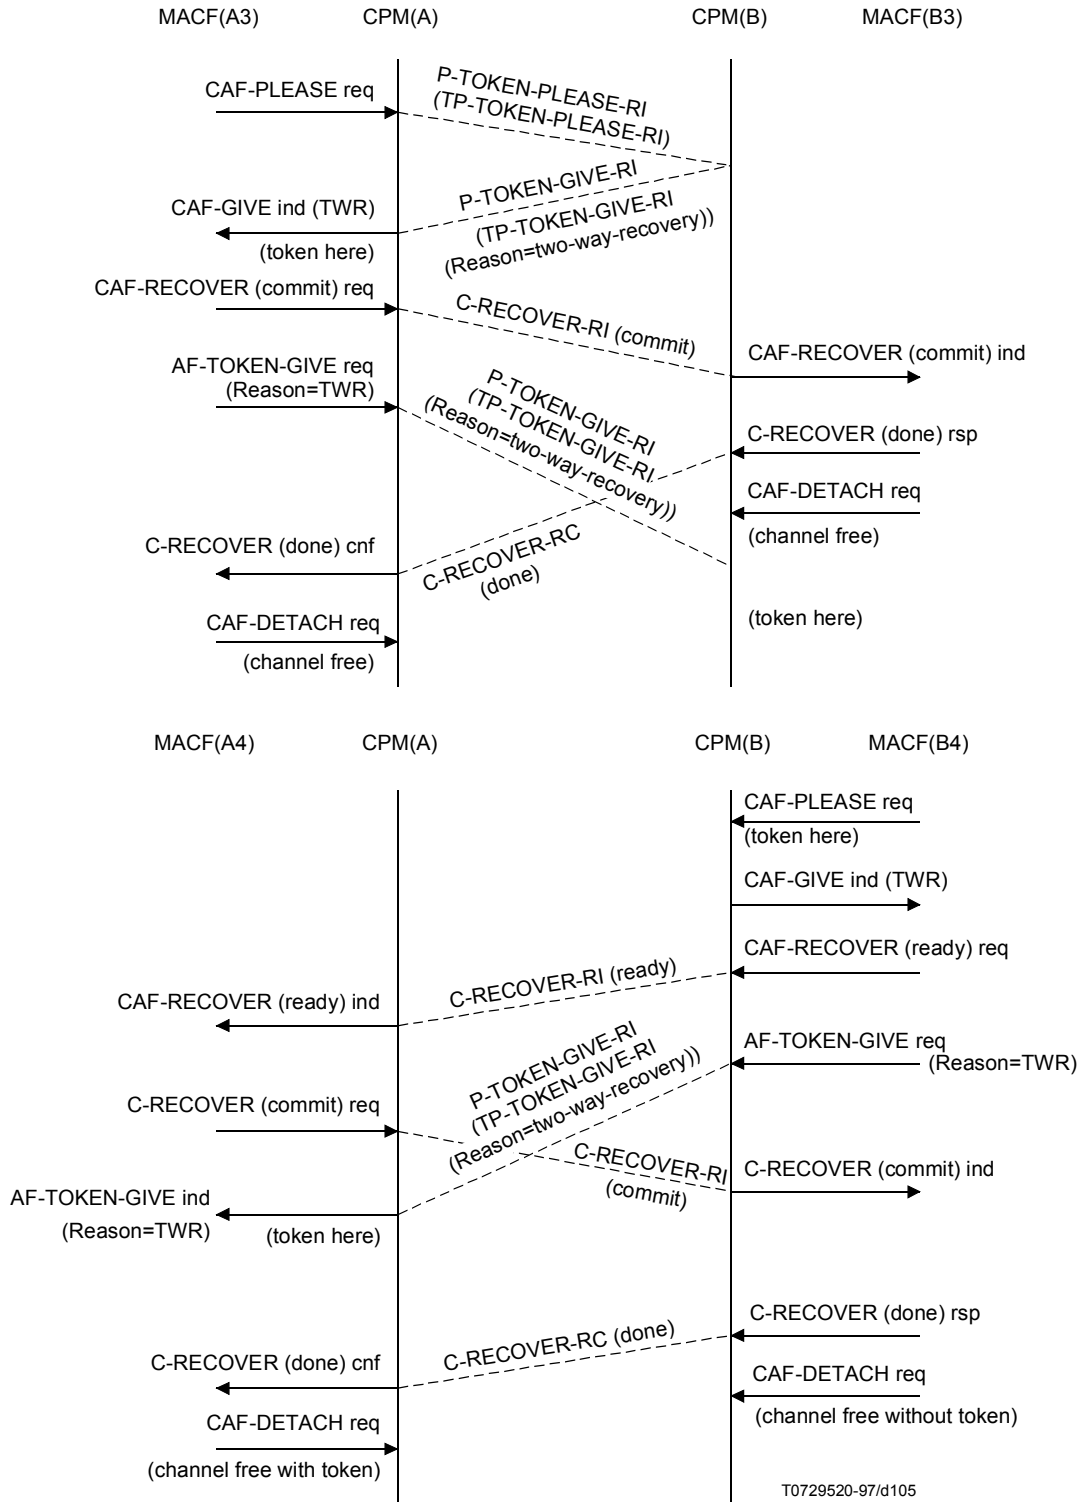 MACF(A3) CPM(A) CPM(B) MACF(B3)
CAF-PLEASE req
P-TOKEN-PLEASE-RI
(TP-TOKEN-PLEASE-RI)
P-TOKEN-GIVE-RI
CAF-GIVE ind (TWR)
(TP-TOKEN-GIVE-RI
(token here)
(Reason=two-way-recovery))
CAF-RECOVER (commit) req
C-RECOVER-RI (commit)
CAF-RECOVER (commit) ind
AF-TOKEN-GIVE req
(Reason=TWR)
P-TOKEN-GIVE-RI
(TP-TOKEN-GIVE-RI
(Reason=two-way-recovery))
C-RECOVER (done) rsp
CAF-DETACH req
(channel free)
C-RECOVER (done) cnf
C-RECOVER-RC
(done)
CAF-DETACH req
(channel free)
(token here)
MACF(A4) CPM(A) CPM(B) MACF(B4)
CAF-PLEASE req
(token here)
CAF-GIVE ind (TWR)
CAF-RECOVER (ready) req
C-RECOVER-RI (ready)
CAF-RECOVER (ready) ind
AF-TOKEN-GIVE req
(Reason=TWR)
P-TOKEN-GIVE-RI
(TP-TOKEN-GIVE-RI
(Reason=two-way-recovery))
C-RECOVER (commit) req
C-RECOVER-RI
(commit)
C-RECOVER (commit) ind
AF-TOKEN-GIVE ind
(Reason=TWR)
(token here)
C-RECOVER (done) rsp
C-RECOVER-RC (done)
C-RECOVER (done) cnf
CAF-DETACH req
(channel free without token)
CAF-DETACH req
(channel free with token)
T0729520-97/d105